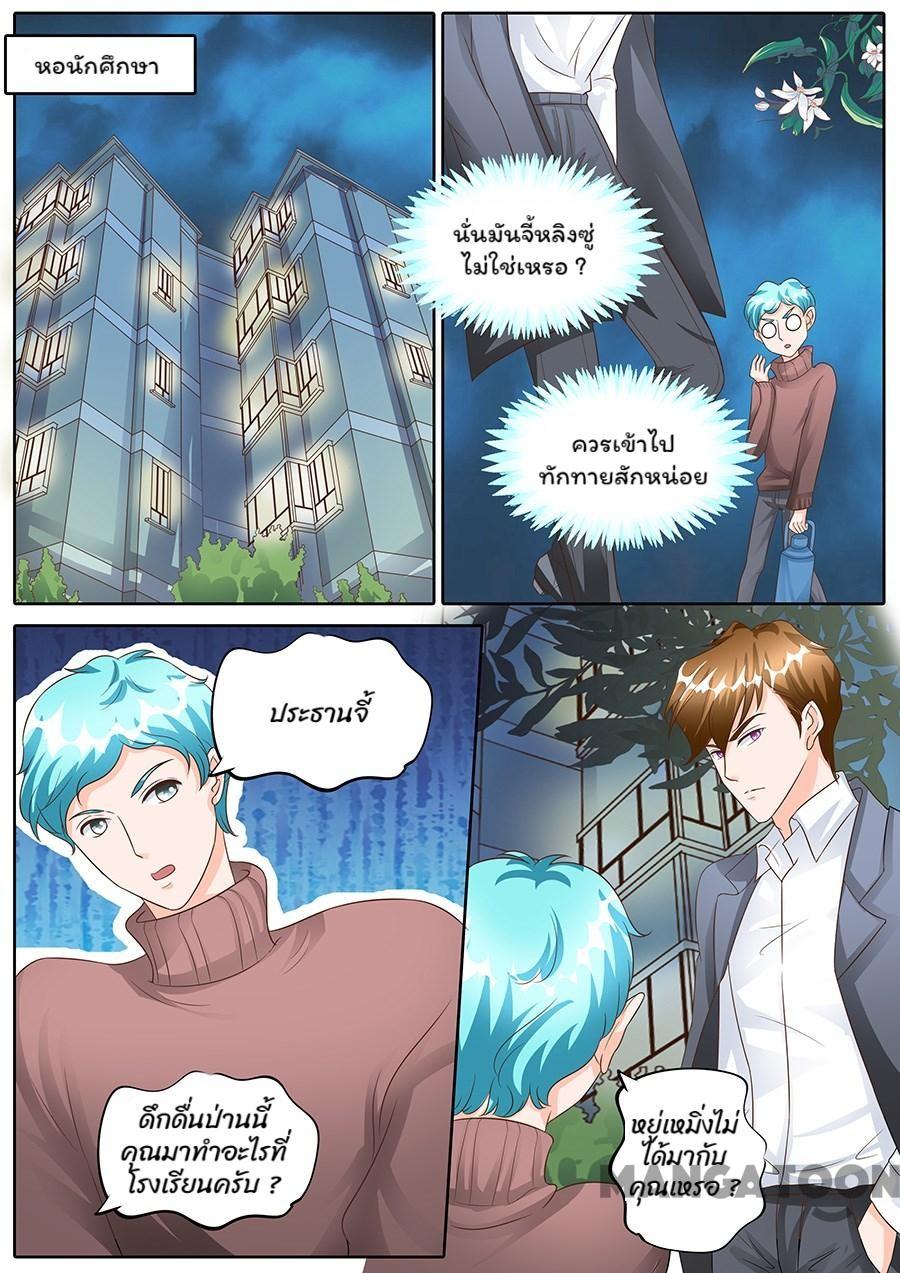 หอนักศึกษา
นั่นมันจี้หลิงซู่
ไม่ใช่เหรอ ?
ควรเข้าไป
ทักทายสักหน่อย
ประธานจี้
ดึกดื่นป่านนี้
คุณมาทำอะไรที่
โรงเรียนครับ ?
หยู่เหมิ่งไม่
ได้มากับ
คุณเหรอ ?
MANGATOON